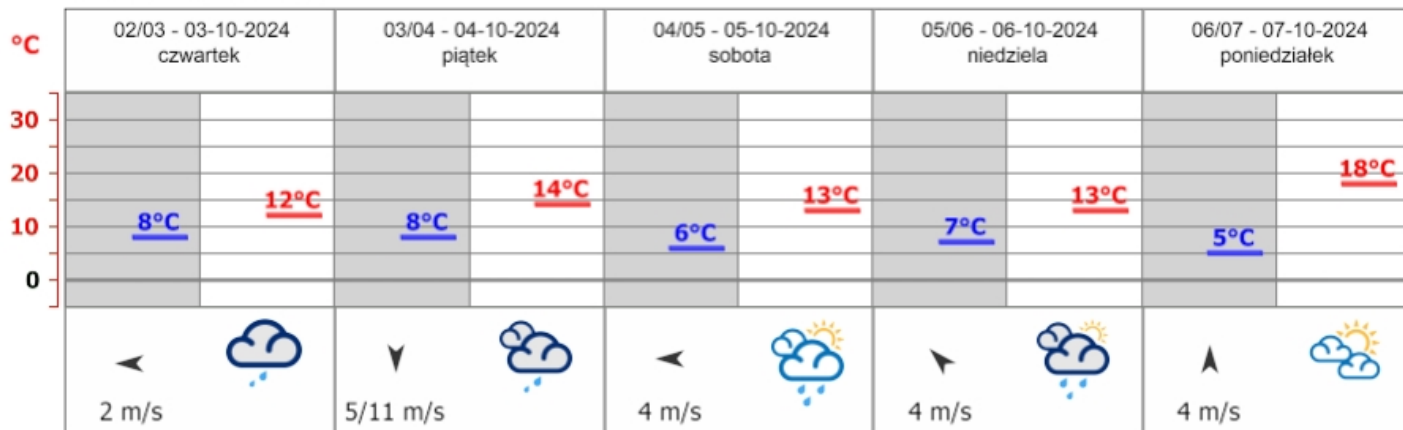 02/03 - 03-10-2024
czwartek
03/04 - 04-10-2024
piątek
04/05 - 05-10-2024
sobota
05/06 - 06-10-2024
niedziela
06/07 - 07-10-2024
poniedziałek
°C
30
20
10
0
8°C
12°C
8°C
14°C
6°C
13°C
7°C
13°C
5°C
18°C
2 m/s
5/11 m/s
4 m/s
4 m/s
4 m/s